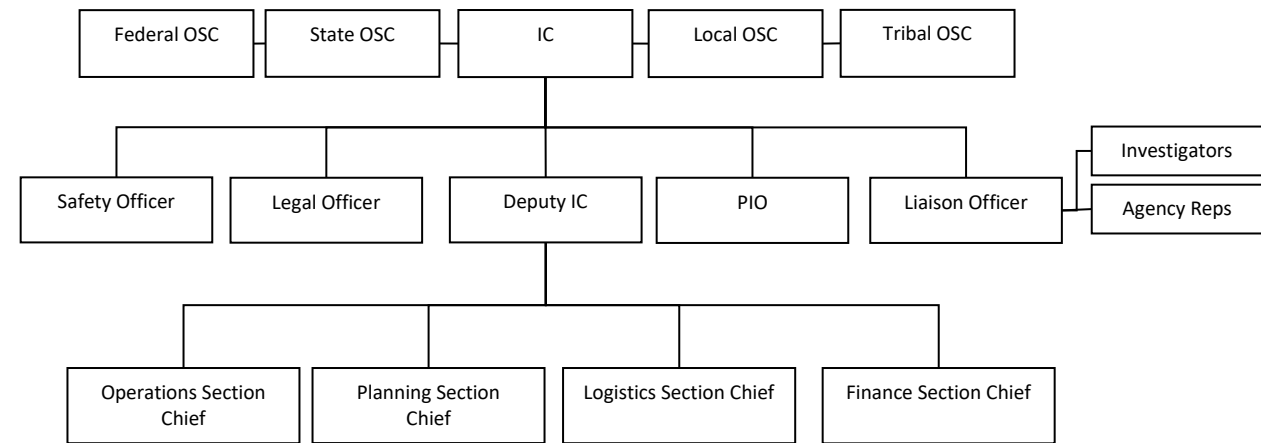 Federal OSC
State OSC
IC
Local OSC
Tribal OSC
Investigators
Safety Officer
Legal Officer
Deputy IC
PIO
Liaison Officer
Agency Reps
Operations Section
Chief
Planning Section
Chief
Logistics Section Chief
Finance Section Chief